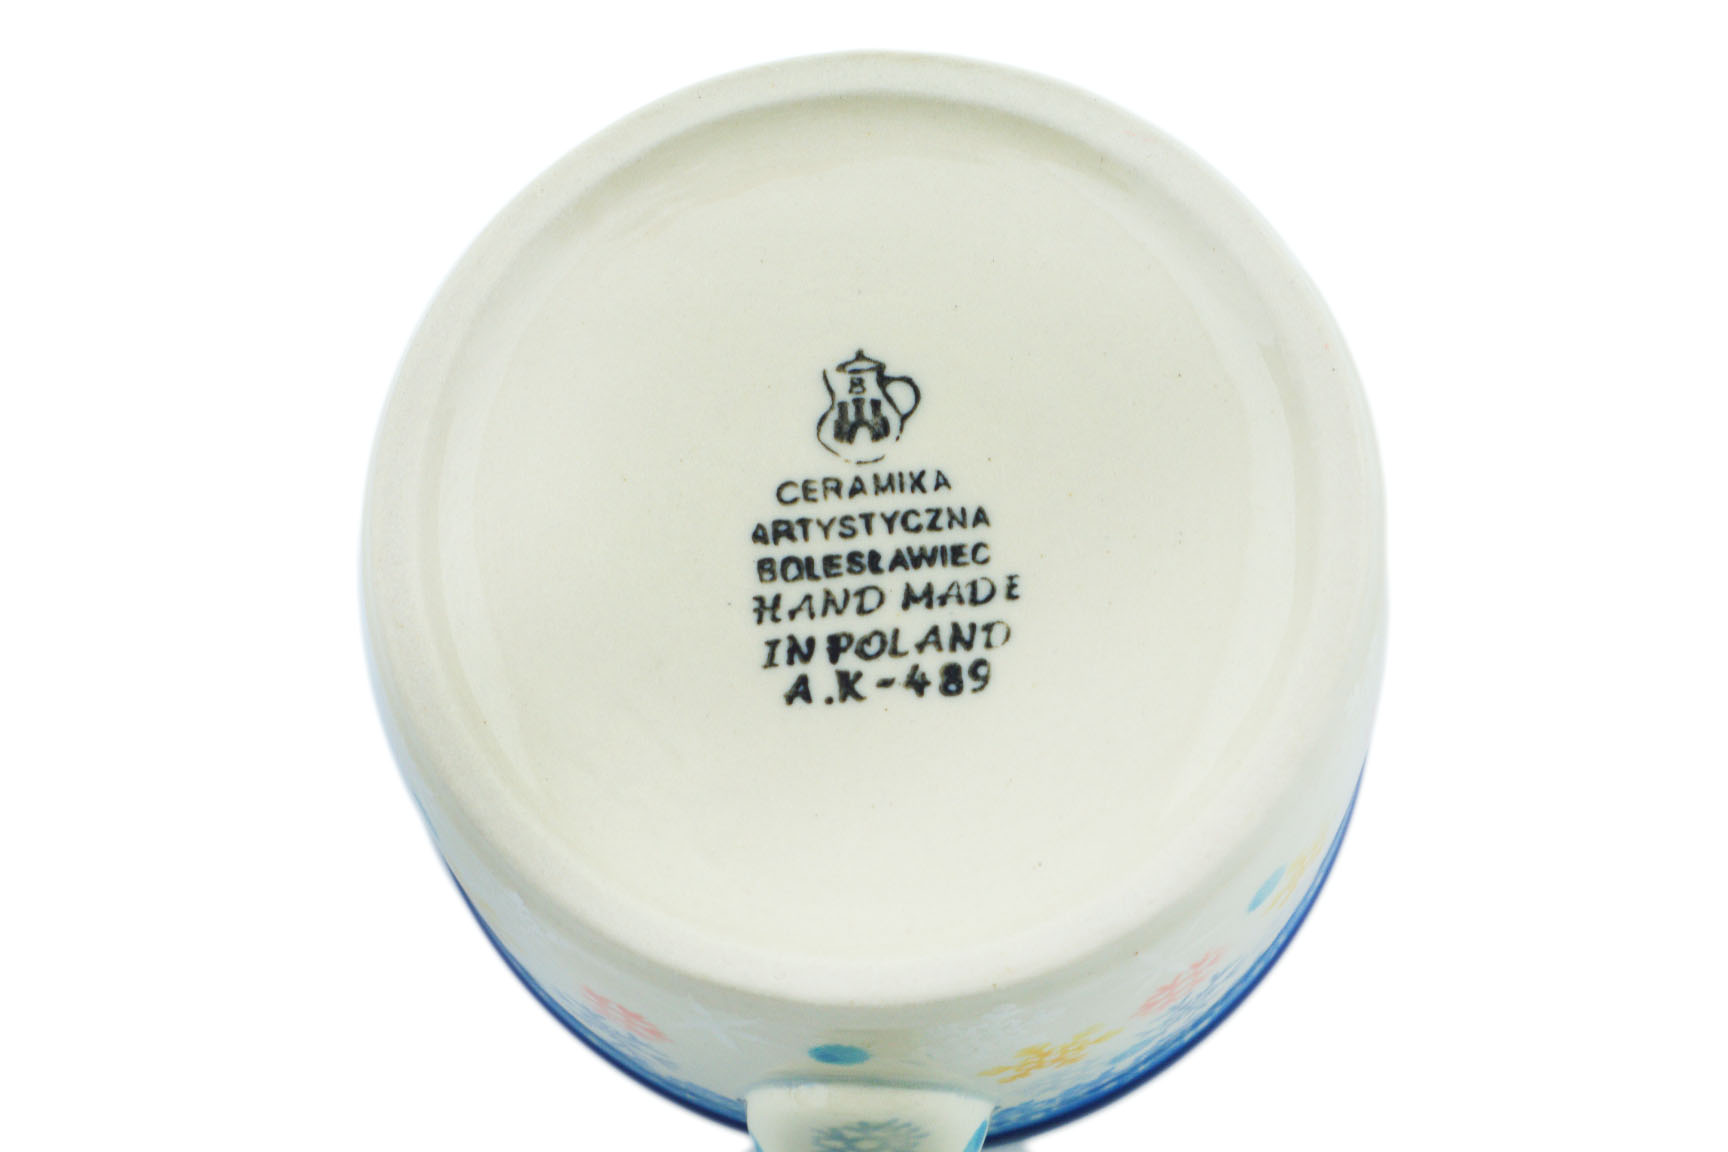 B
CERAMIKA
ARTYSTYCZNA
BOLESŁAWIEC
HAND MADE
IN POLAND
A.K-489